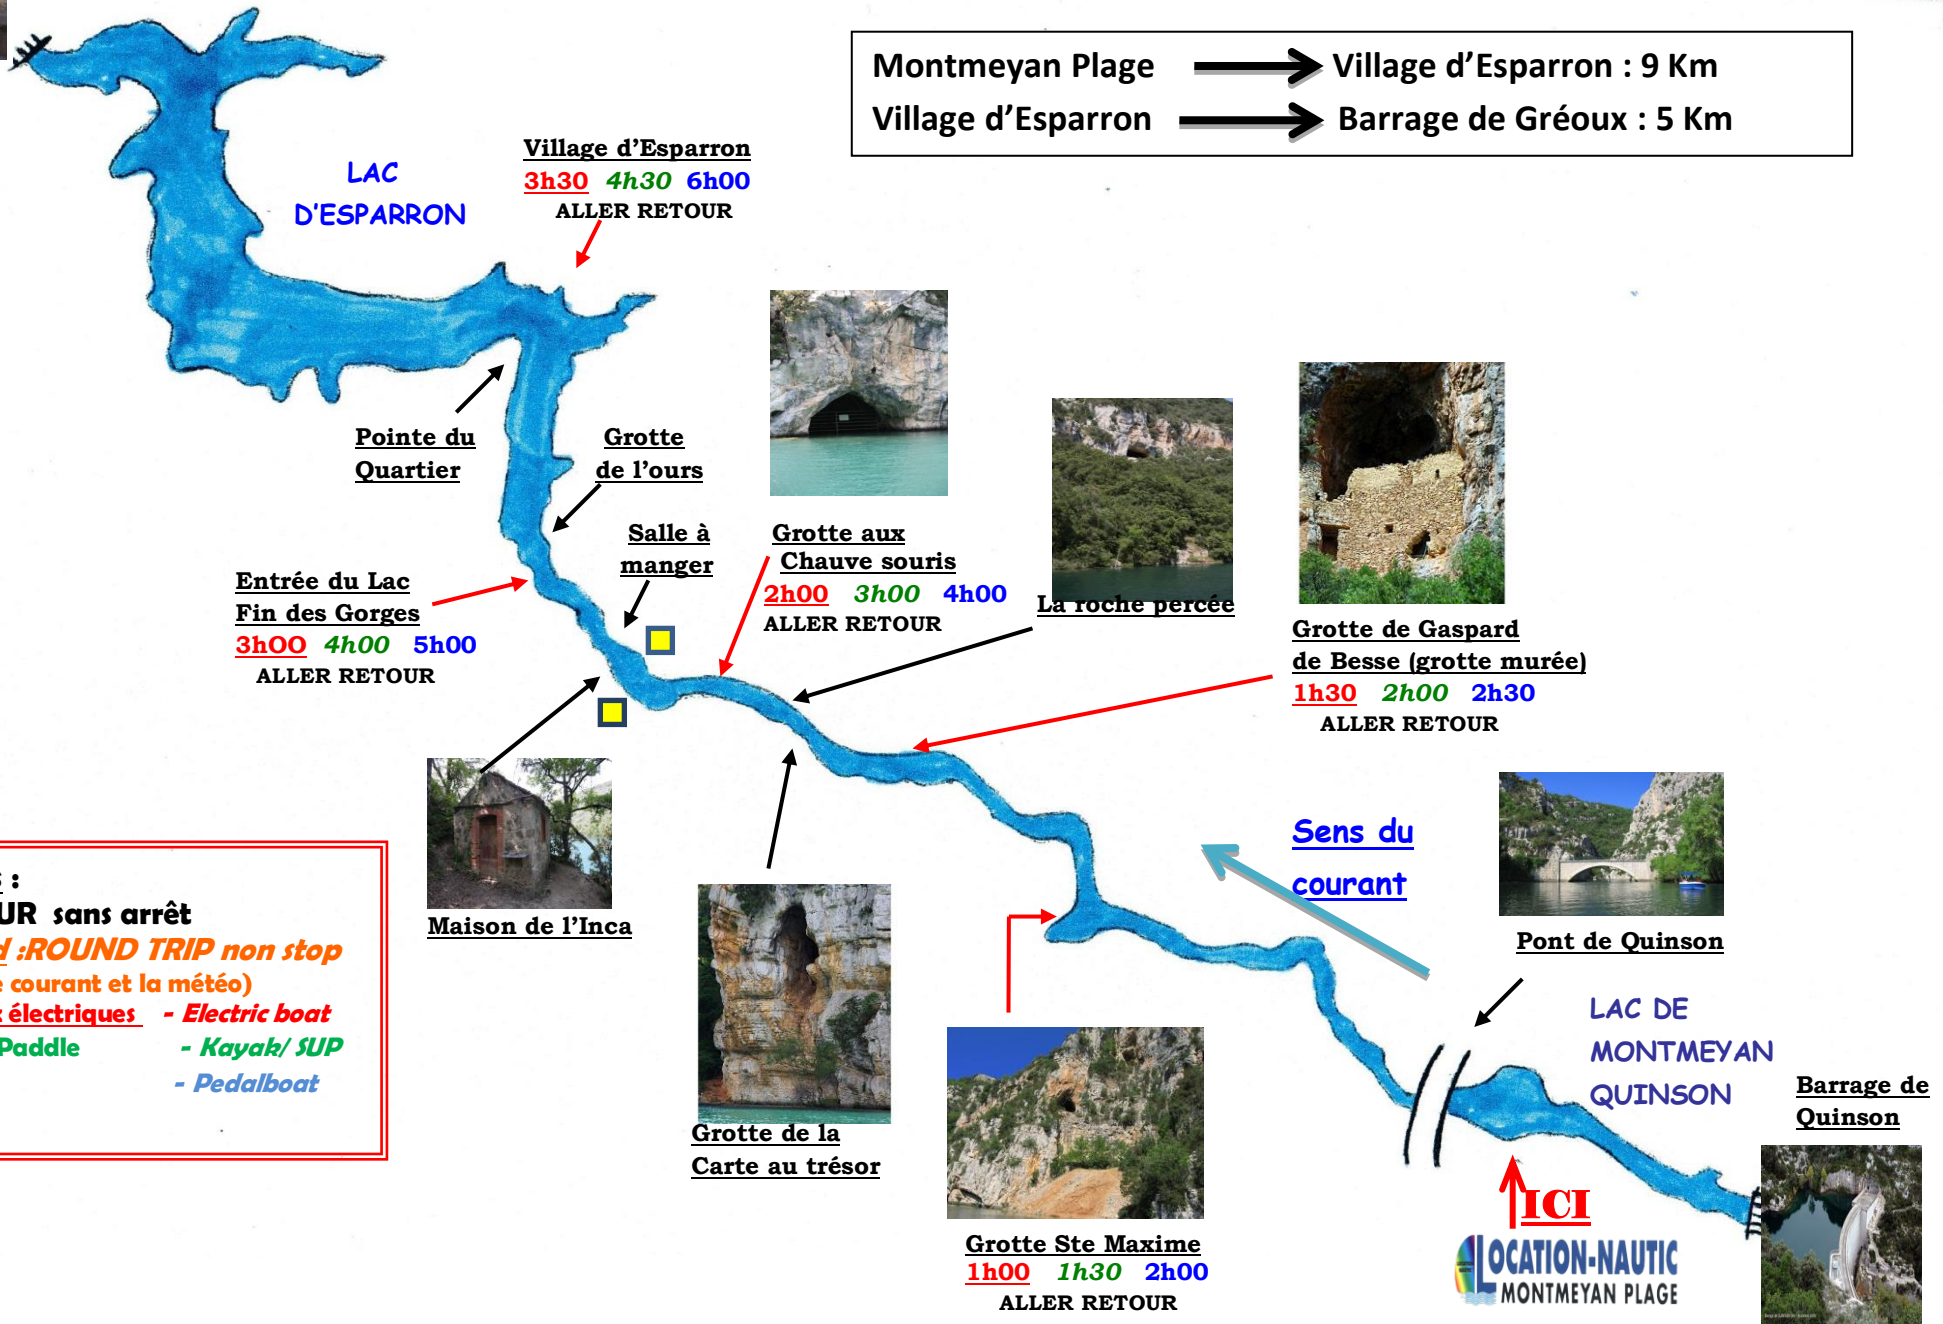 Montmeyan Plage Village d'Esparron : 9 Km
Village d'Esparron Barrage de Gréoux : 5 Km
Village d'Esparron
3h30 4h30 6h00
ALLER RETOUR
LAC
D'ESPARRON
Pointe du
Quartier
Grotte
de l'ours
Salle à
manger
Grotte aux
Chauve souris
2h00 3h00 4h00
ALLER RETOUR
La roche percée
Entrée du Lac
Fin des Gorges
3hOO 4h00 5h00
ALLER RETOUR
Grotte de Gaspard
de Besse (grotte murée)
1h30 2h00 2h30
ALLER RETOUR
Maison de l'Inca
Sens du
courant
Pont de Quinson
LAC DE
MONTMEYAN
QUINSON
Barrage de
Quinson
:
sans arrêt
:ROUND TRIP non stop
courant et la météo)
électriques - Electric boat
Paddle - Kayak/ SUP
- Pedalboat
Grotte de la
Carte au trésor
Grotte Ste Maxime
1h00 1h30 2h00
ALLER RETOUR
ICI
LOCATION-NAUTIC
MONTMEYAN PLAGE